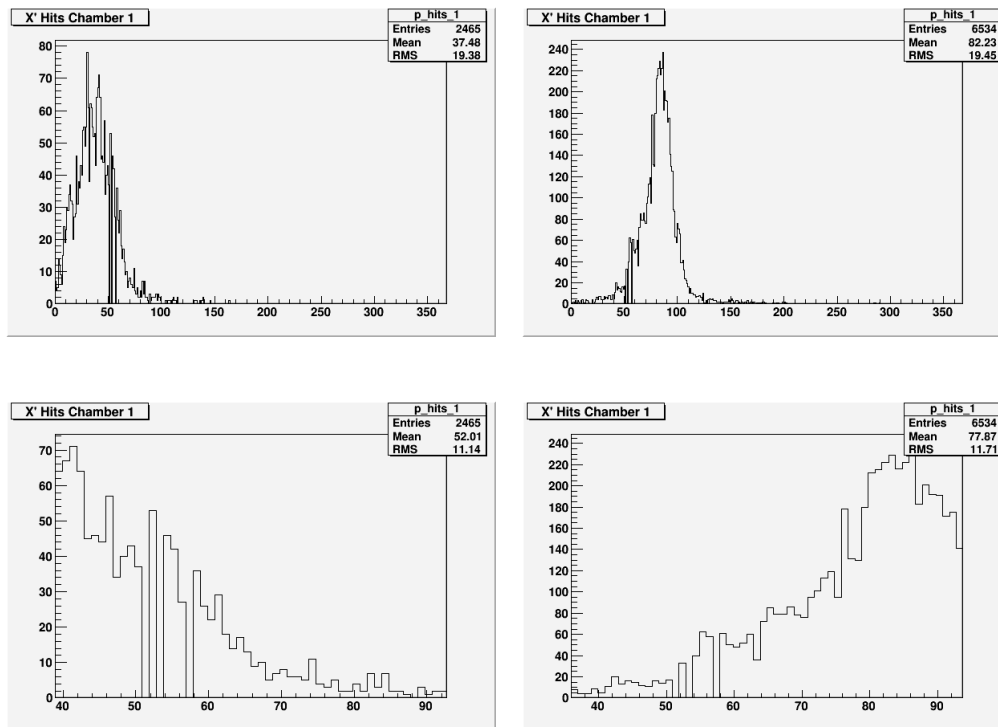 X' Hits Chamber 1
p_hits_1
Entries 2465
Mean 37.48
RMS 19.38
80
70
60
50
40
30
20
10
0
0 50 100 150 200 250 300 350
X' Hits Chamber 1
p_hits_1
Entries 6534
Mean 82.23
RMS 19.45
240
220
200
180
160
140
120
100
80
60
40
20
0
0 50 100 150 200 250 300 350
X' Hits Chamber 1
p_hits_1
Entries 2465
Mean 52.01
RMS 11.14
70
60
50
40
30
20
10
0
40 50 60 70 80 90
X' Hits Chamber 1
p_hits_1
Entries 6534
Mean 77.87
RMS 11.71
240
220
200
180
160
140
120
100
80
60
40
20
0
40 50 60 70 80 90